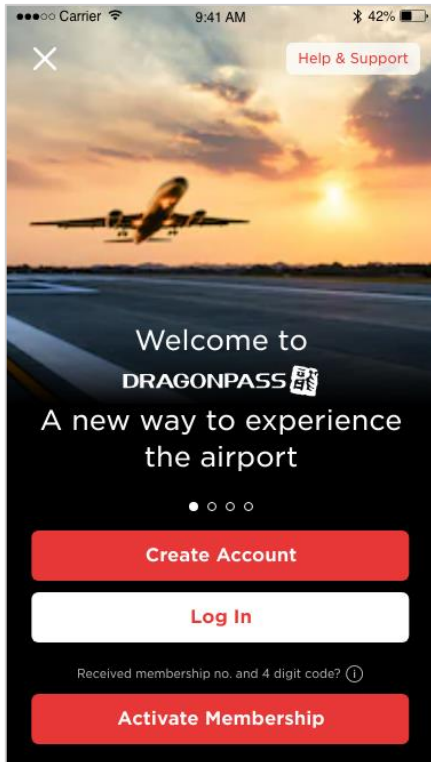 Carrier 9:41 AM 42%
Help & Support
Welcome to
DRAGONPASS
A new way to experience
the airport
Create Account
Log In
Received membership no. and 4 digit code?
Activate Membership